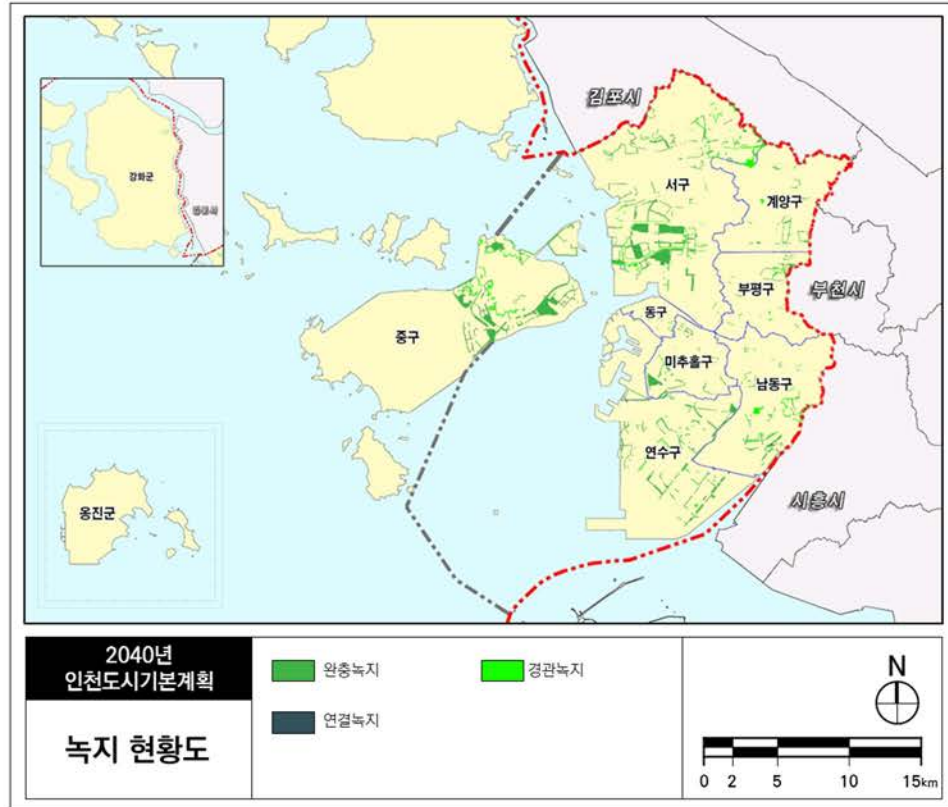 김포시
강화군
서구
계양구
부평구
부천시
동구
중구
미추홀구
남동구
연수구
시흥시
옹진군
2040년
인천도시기본계획
녹지 현황도
완충녹지
경관녹지
연결녹지
N
0 2 5 10 15km